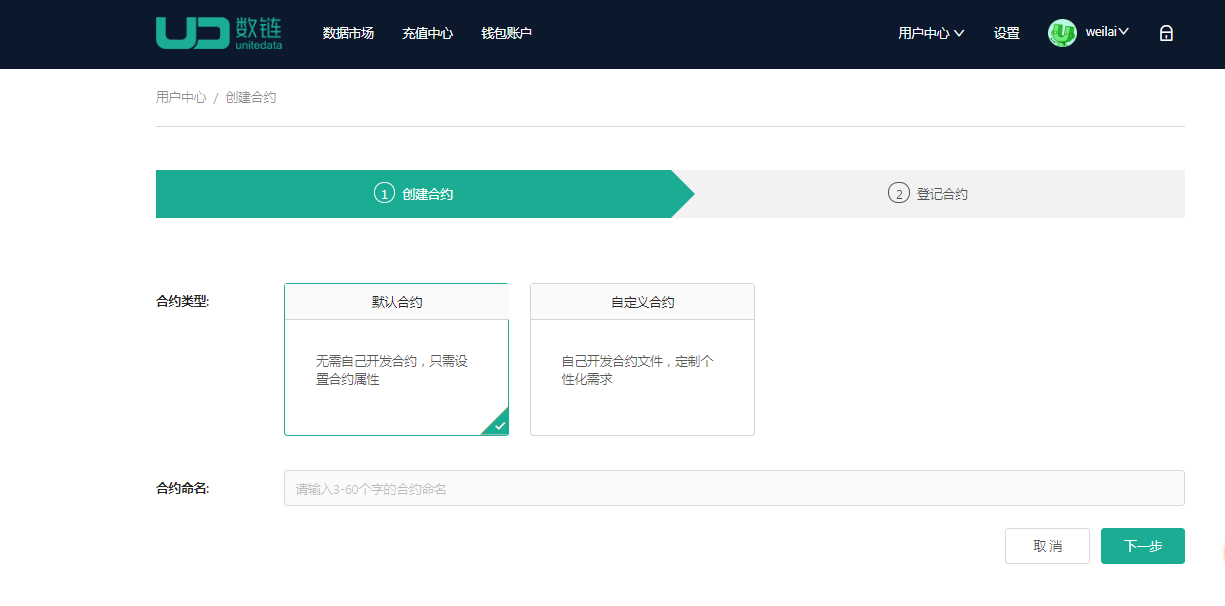 UD 数链 unitedata 数据市场 充值中心 钱包账户 用户中心 设置 weilai
用户中心 / 创建合约
1 创建合约 2 登记合约
合约类型: 默认合约 自定义合约
无需自己开发合约，只需设
置合约属性
自己开发合约文件，定制个
性化需求
合约命名: 请输入3-60个字的合约命名
取 消 下一步